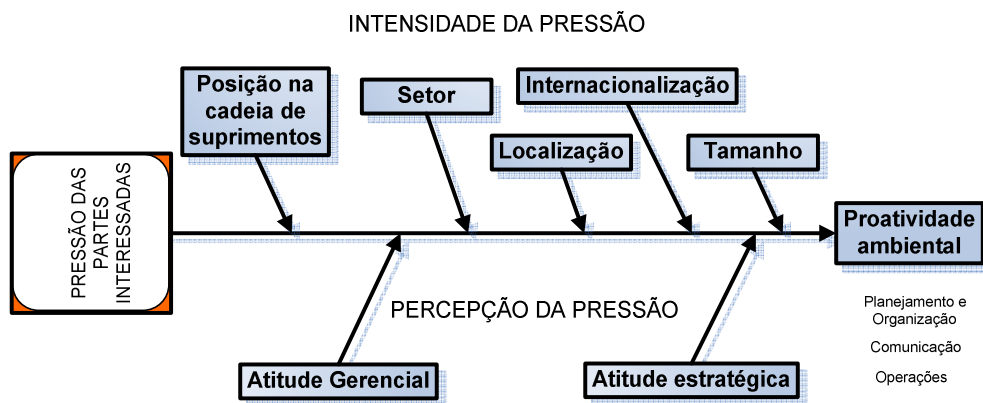 INTENSIDADE DA PRESSÃO
Posição na
cadeia de
suprimentos
Setor
Internacionalização
Localização
Tamanho
PRESSÃO DAS
PARTES
INTERESSADAS
Proatividade
ambiental
PERCEPÇÃO DA PRESSÃO
Planejamento e
Organização
Comunicação
Operações
Atitude Gerencial
Atitude estratégica